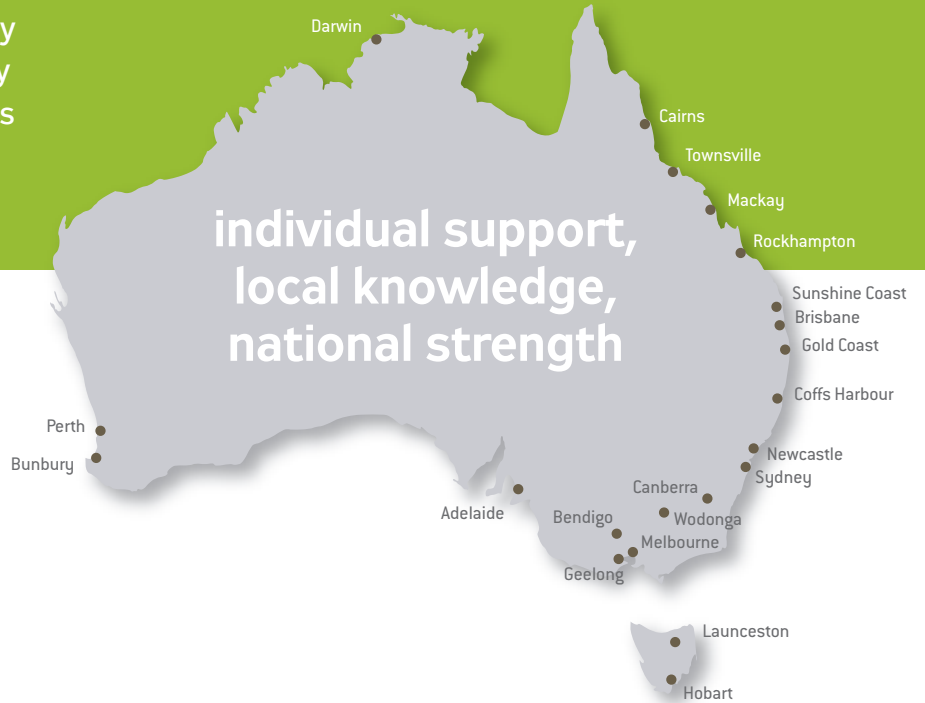 Darwin
Cairns
Townsville
Mackay
individual support,
local knowledge,
national strength
Rockhampton
Sunshine Coast
Brisbane
Gold Coast
Coffs Harbour
Perth
Bunbury
Newcastle
Sydney
Canberra
Adelaide
Bendigo
Wodonga
Melbourne
Geelong
Launceston
Hobart